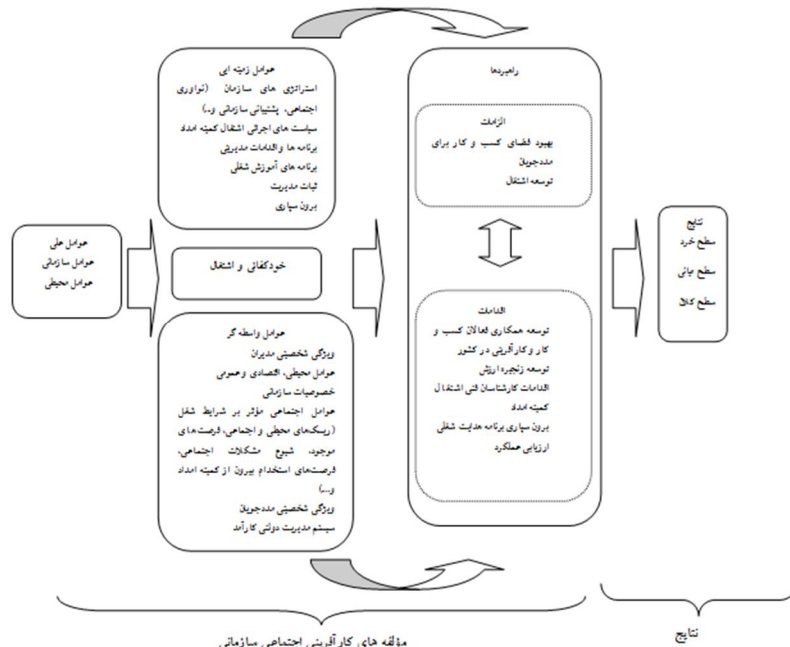 عوامل زمینه ایی
استراتژی های سازمان (نواوری
اجتماعی، پشتیبانی سازمانی و..)
سیاست های اجرائی اشتغال کمیته امداد
برنامه ها و اقدامات مدیریتی
برنامه های آموزش شغلی
ثبات مدیریت
برون سپاری
راهبردها
الزامات
بهبود فضای کسب و کار برای
مددجویان
توسعه اشتغال
عوامل علی
عوامل سازمانی
عوامل محیطی
خودکفائی و اشتغال
نتایج
سطح خرد
سطح میانی
سطح کلان
عوامل واسطه گر
ویژگی شخصیتی مدیران
عوامل محیطی، اقتصادی و عمومی
خصوصیات سازمانی
عوامل اجتماعی مؤثر بر شرایط شغل
(ریسک‌های محیطی و اجتماعی، فرصت های
موجود، شیوع مشکلات اجتماعی،
فرصت‌های استخدام بیرون از کمیته امداد
و...)
ویژگی شخصیتی مددجویان
سیستم مدیریت دولتی کارآمد
اقدامات
توسعه همکاری فعالان کسب و
کار و کارآفرینی در کشور
توسعه زنجیره ارزش
اقدامات کارشناسان فنی اشتغال
کمیته امداد
برون سپاری برنامه هدایت شغلی
ارزیابی عملکرد
مؤلفه های کارآفرینی اجتماعی سازمانی
نتایج